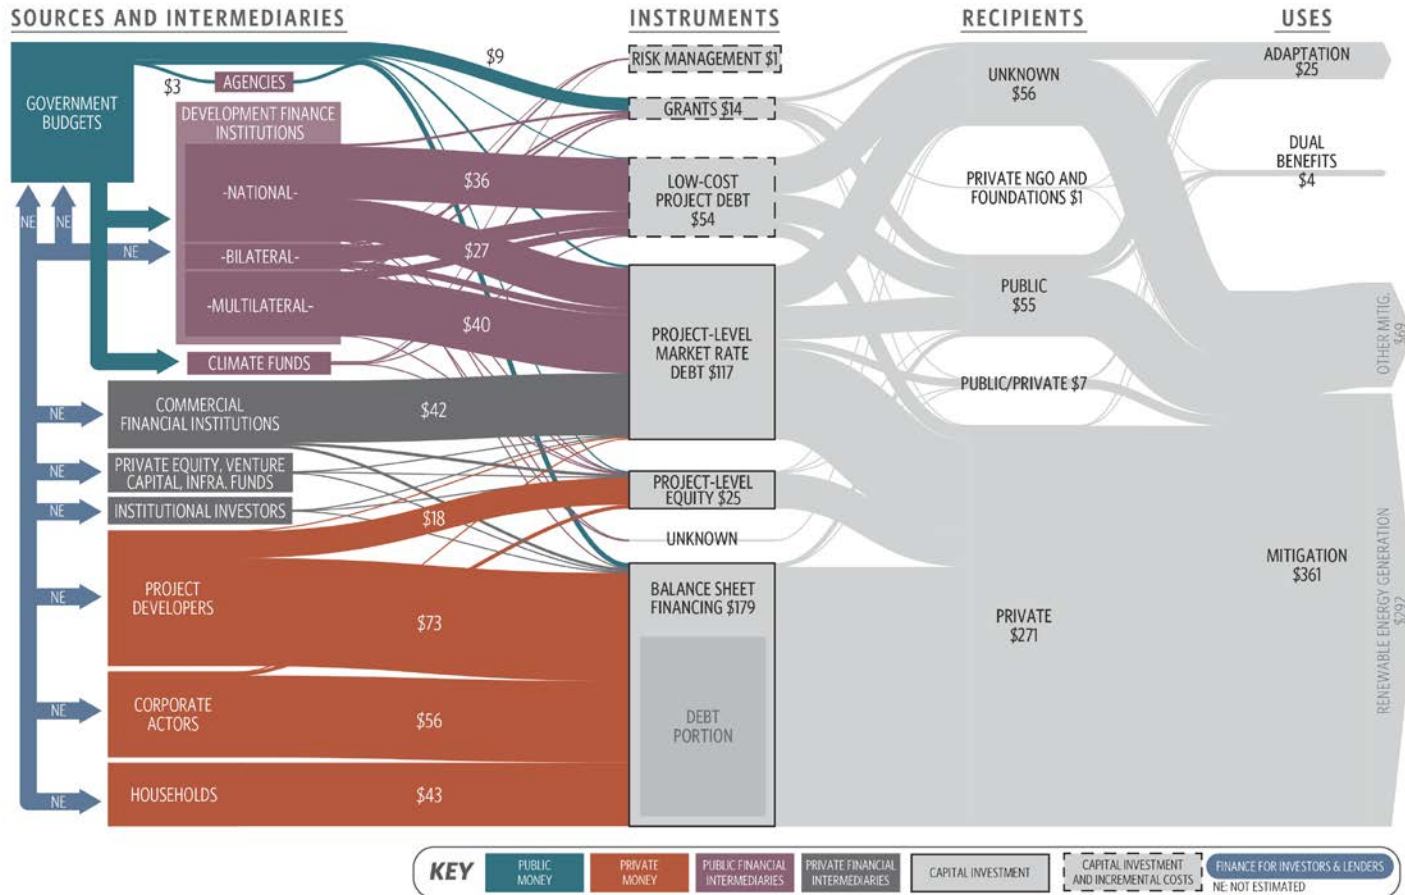 SOURCES AND INTERMEDIARIES
INSTRUMENTS
RECIPIENTS
USES
GOVERNMENT
BUDGETS
$3
AGENCIES
$9
DEVELOPMENT FINANCE
INSTITUTIONS
-NATIONAL-
-BILATERAL-
-MULTILATERAL-
CLIMATE FUNDS
NE
NE
NE
$36
$27
$40
COMMERCIAL
FINANCIAL INSTITUTIONS
NE
$42
PRIVATE EQUITY, VENTURE
CAPITAL, INFRA. FUNDS
NE
INSTITUTIONAL INVESTORS
NE
$18
PROJECT
DEVELOPERS
NE
$73
CORPORATE
ACTORS
NE
$56
HOUSEHOLDS
NE
$43
RISK MANAGEMENT $1
GRANTS $14
LOW-COST
PROJECT DEBT
$54
PROJECT-LEVEL
MARKET RATE
DEBT $117
PROJECT-LEVEL
EQUITY $25
UNKNOWN
BALANCE SHEET
FINANCING $179
DEBT
PORTION
UNKNOWN
$56
PRIVATE NGO AND
FOUNDATIONS $1
PUBLIC
$55
PUBLIC/PRIVATE $7
PRIVATE
$271
ADAPTATION
$25
DUAL
BENEFITS
$4
MITIGATION
$361
OTHER MITIG.
$69
RENEWABLE ENERGY GENERATION
$292
KEY
PUBLIC
MONEY
PRIVATE
MONEY
PUBLIC FINANCIAL
INTERMEDIARIES
PRIVATE FINANCIAL
INTERMEDIARIES
CAPITAL INVESTMENT
CAPITAL INVESTMENT
AND INCREMENTAL COSTS
FINANCE FOR INVESTORS & LENDERS
NE: NOT ESTIMATED